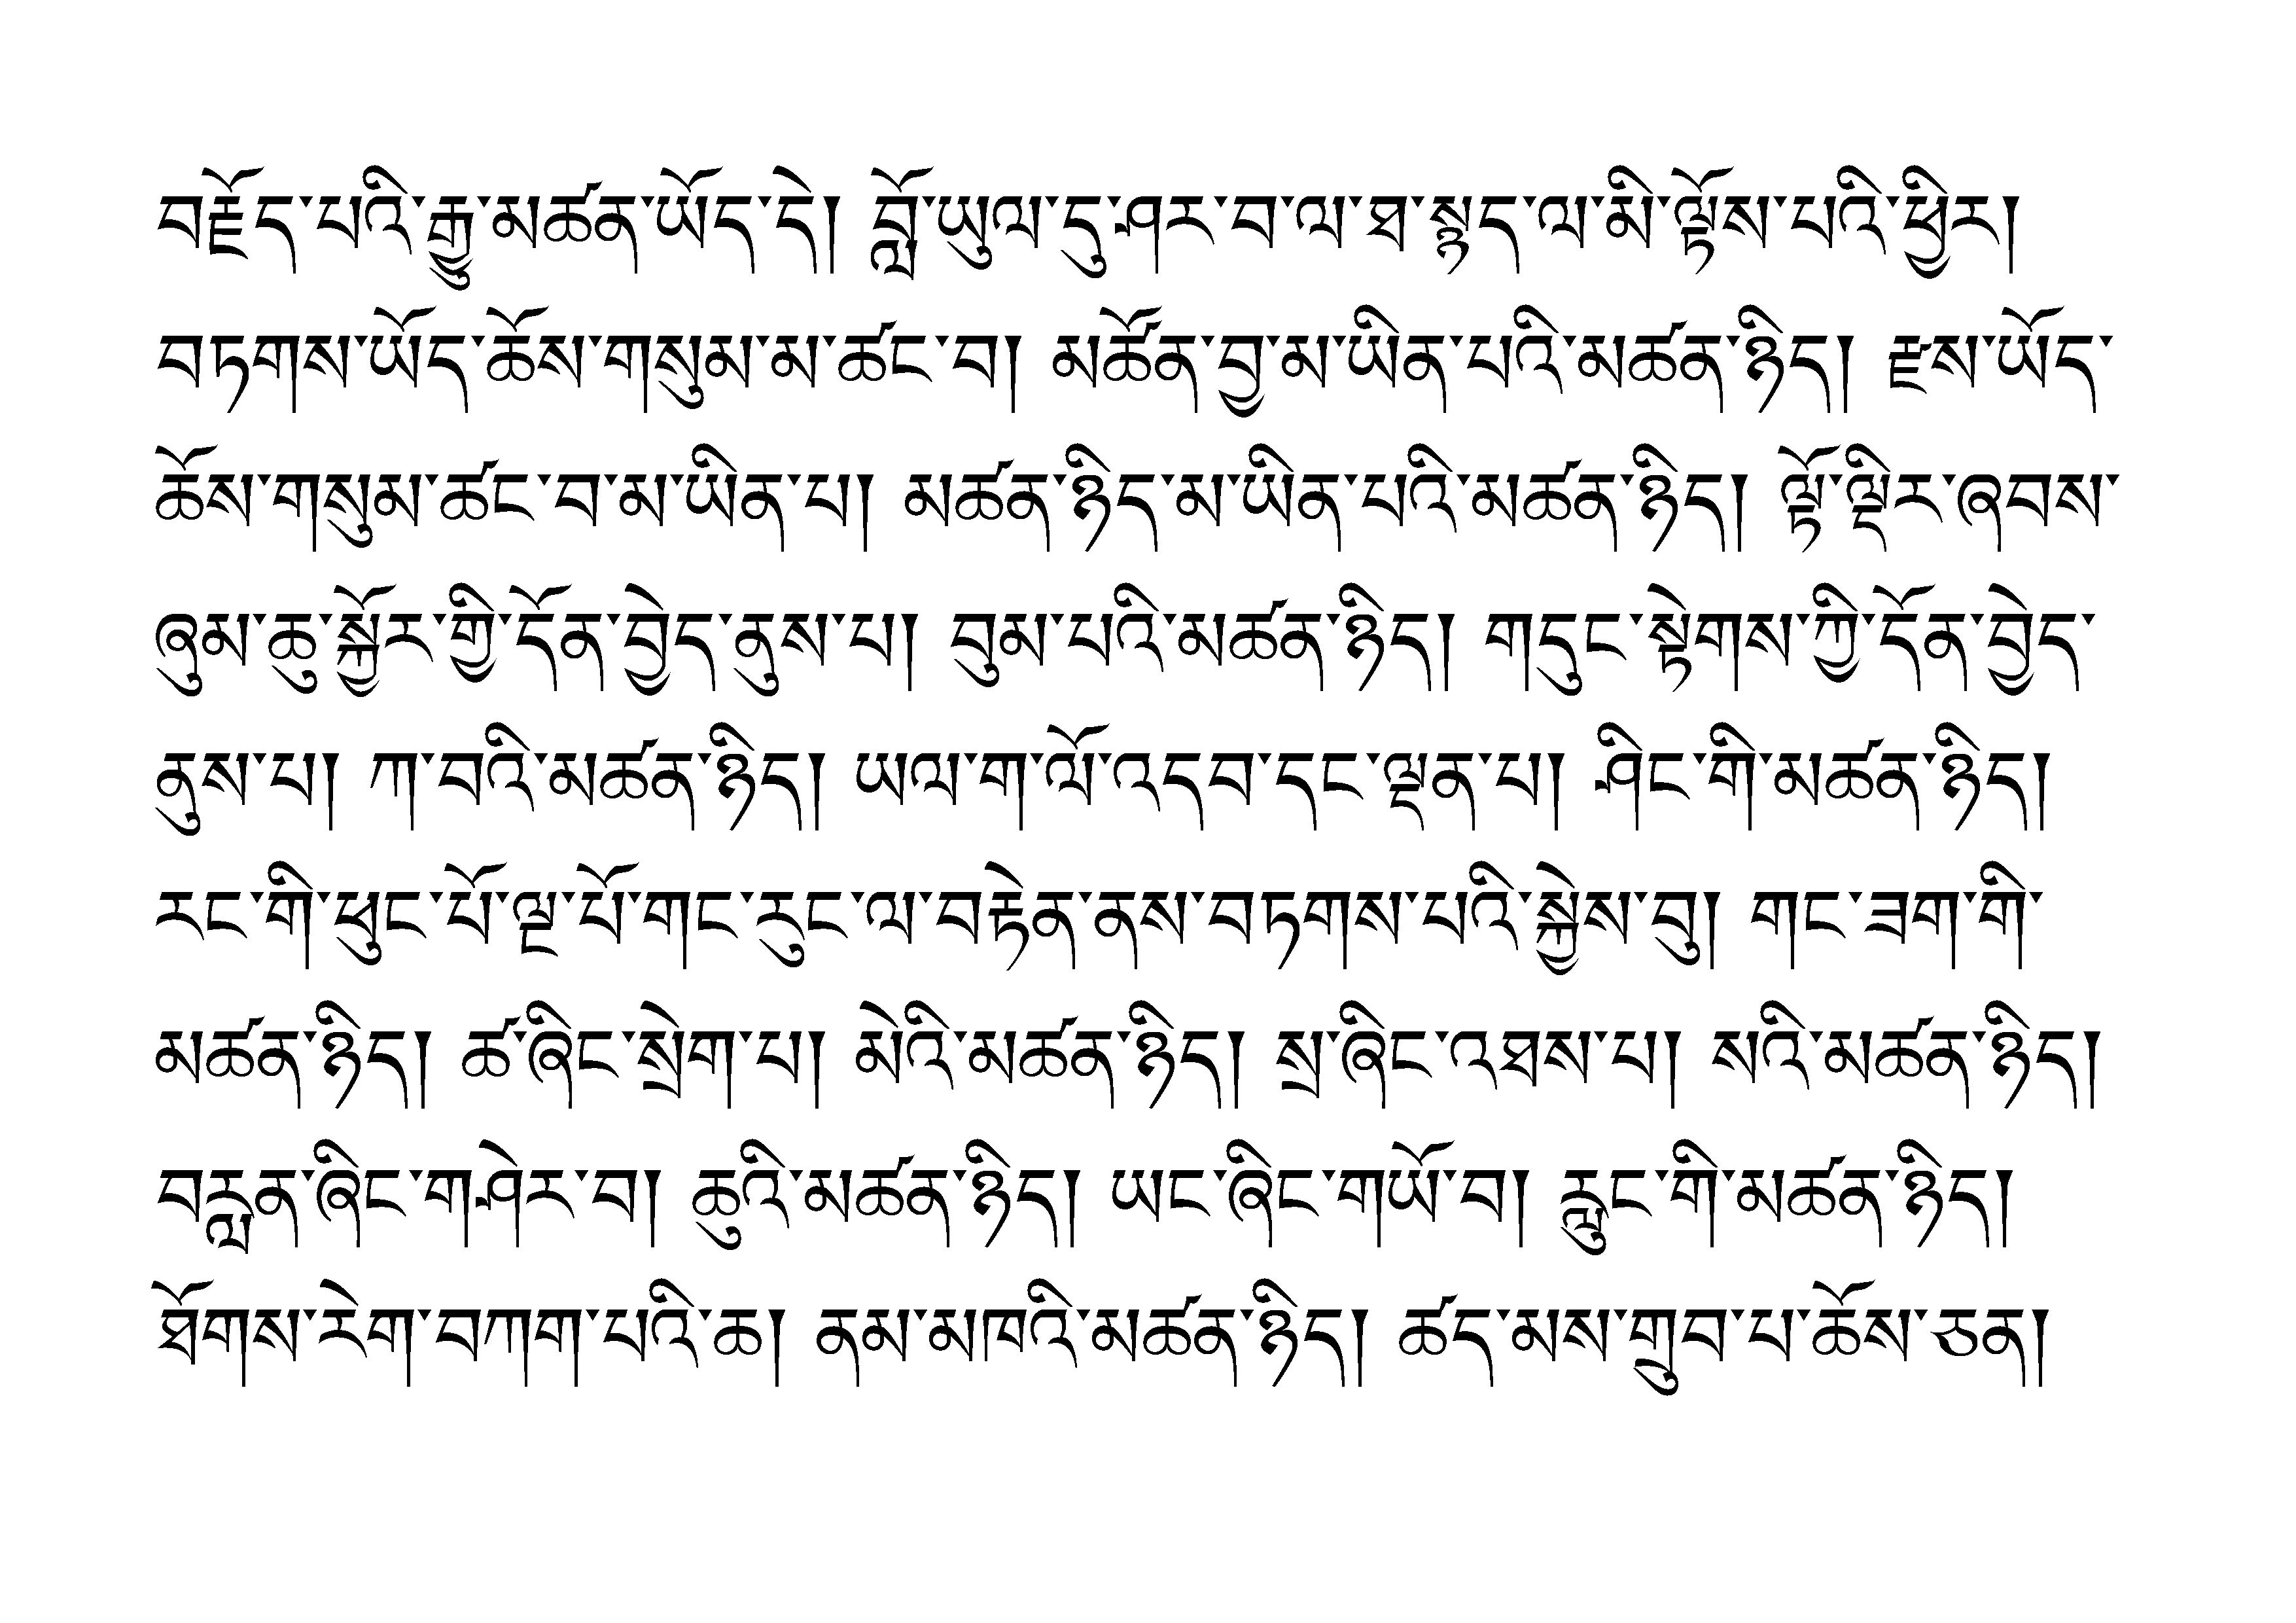 བརྗོད་པའི་རྒྱུ་མཚན་ཡོད་དེ། བློ་ཡུལ་དུ་ཤར་བ་ལ་ཐ་སྙད་ལ་མི་ལྟོས་པའི་ཕྱིར།
བཏགས་ཡོད་ཆོས་གསུམ་མ་ཚང་བ། མཚོན་བྱ་མ་ཡིན་པའི་མཚན་ཉིད། རྫས་ཡོད་
ཆོས་གསུམ་ཚང་བ་མ་ཡིན་པ། མཚན་ཉིད་མ་ཡིན་པའི་མཚན་ཉིད། ལྟོ་ལྡིར་ཞབས་
ཞུམ་ཆུ་སྐྱོར་གྱི་དོན་བྱེད་ནུས་པ། བུམ་པའི་མཚན་ཉིད། གདུང་སྟེགས་ཀྱི་དོན་བྱེད་
ནུས་པ། ཀ་བའི་མཚན་ཉིད། ཡལ་ག་ལོ་འདབ་དང་ལྡན་པ། ཤིང་གི་མཚན་ཉིད།
རང་གི་ཕུང་པོ་ལྔ་པོ་གང་རུང་ལ་བརྟེན་ནས་བཏགས་པའི་སྐྱེས་བུ། གང་ཟག་གི་
མཚན་ཉིད། ཚ་ཞིང་སྲེག་པ། མེའི་མཚན་ཉིད། སྲ་ཞིང་འཐས་པ། སའི་མཚན་ཉིད།
བརླན་ཞིང་གཤེར་བ། ཆུའི་མཚན་ཉིད། ཡང་ཞིང་གཡོ་བ། རླུང་གི་མཚན་ཉིད།
ཐོགས་རེག་བཀག་པའི་ཆ། ནམ་མཁའི་མཚན་ཉིད། ཚད་མས་གྲུབ་པ་ཆོས་ཅན།